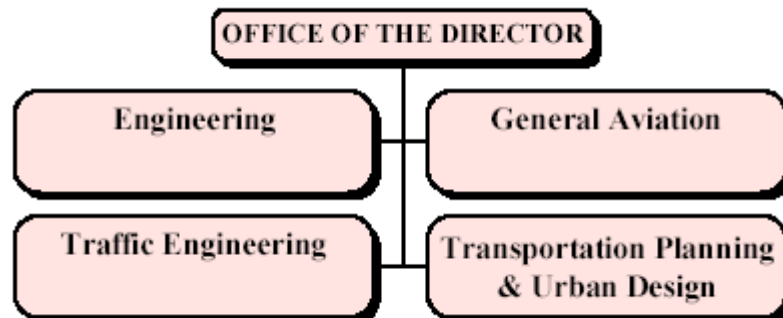 OFFICE OF THE DIRECTOR
Engineering
General Aviation
Traffic Engineering
Transportation Planning
& Urban Design